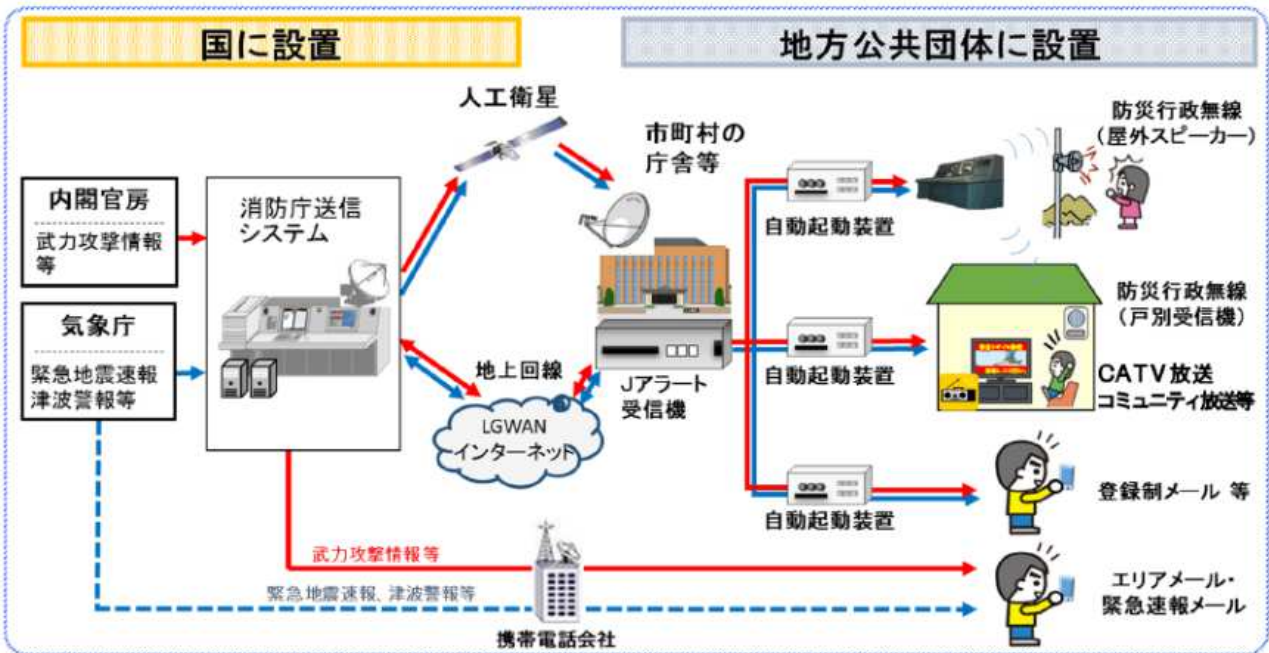 国に設置
地方公共団体に設置
人工衛星
市町村の
庁舎等
防災行政無線
(屋外スピーカー)
内閣官房
武力攻撃情報
等
消防庁送信
システム
自動起動装置
気象庁
緊急地震速報
津波警報等
地上回線
LGWAN
インターネット
Jアラート
受信機
自動起動装置
防災行政無線
(戸別受信機)
CATV放送
コミュニティ放送等
自動起動装置
登録制メール 等
武力攻撃情報等
緊急地震速報、津波警報等
携帯電話会社
エリアメール・
緊急速報メール